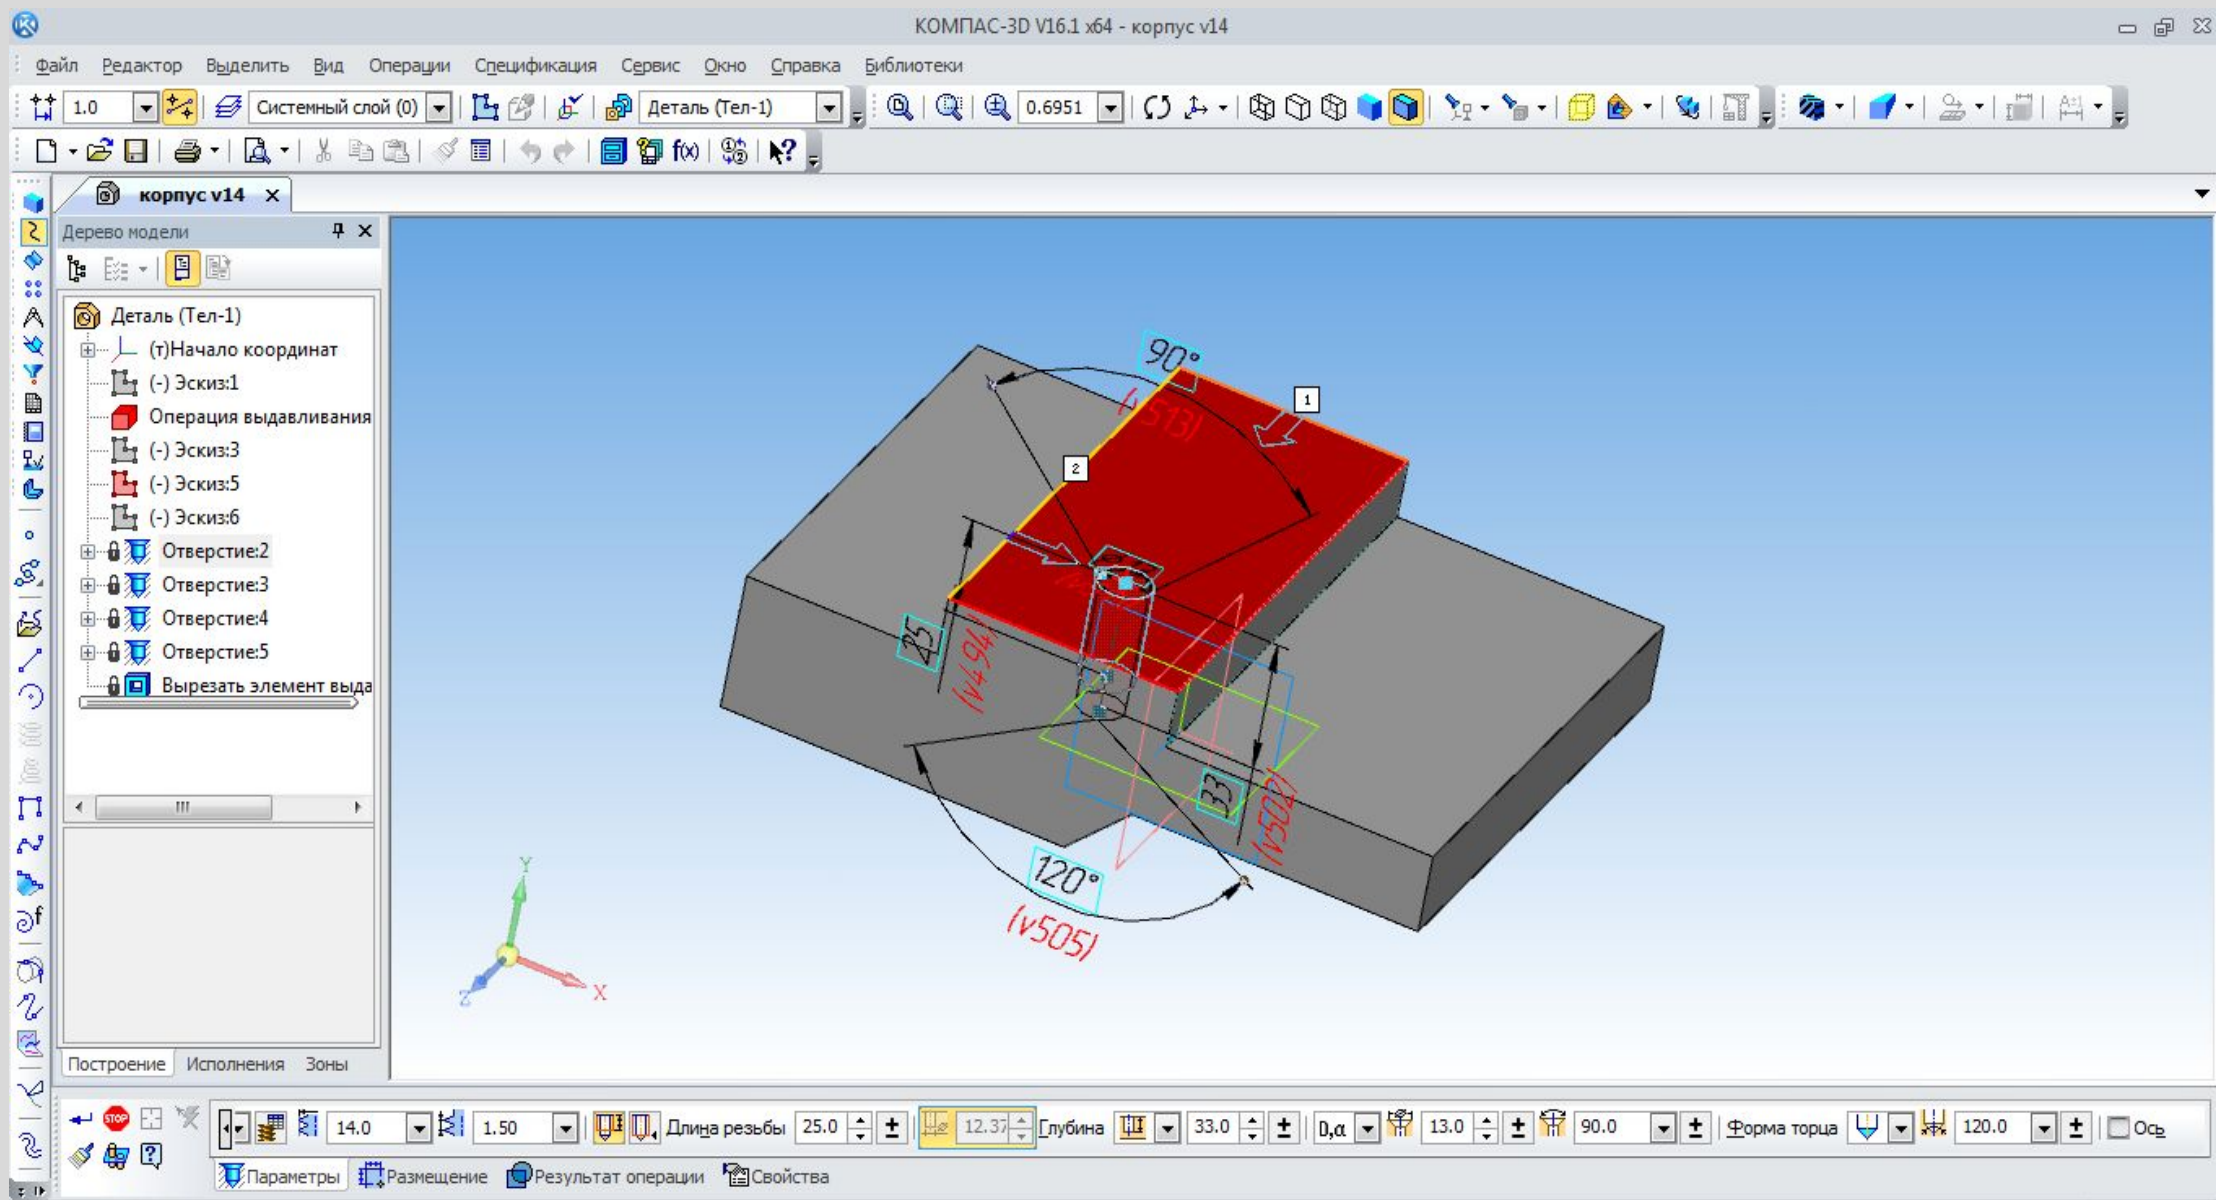 КОМПАС-3D V16.1 x64 - корпус v14
Файл Редактор Выделить Вид Операции Спецификация Сервис Окно Справка Библиотеки
1.0 Системный слой (0) Деталь (Тел-1) 0.6951
f(x)
корпус v14
Дерево модели
Деталь (Тел-1)
(т)Начало координат
(-) Эскиз:1
Операция выдавливания
(-) Эскиз:3
(-) Эскиз:5
(-) Эскиз:6
Отверстие:2
Отверстие:3
Отверстие:4
Отверстие:5
Вырезать элемент выда
Построение Исполнения Зоны
90°
1
2
25
(v494)
33
(v502)
120°
(v505)
Y
X
Z
STOP 14.0 1.50 Длина резьбы 25.0 12.37 Глубина 33.0 D,α 13.0 90.0 Форма торца 120.0 Ось
Параметры Размещение Результат операции Свойства